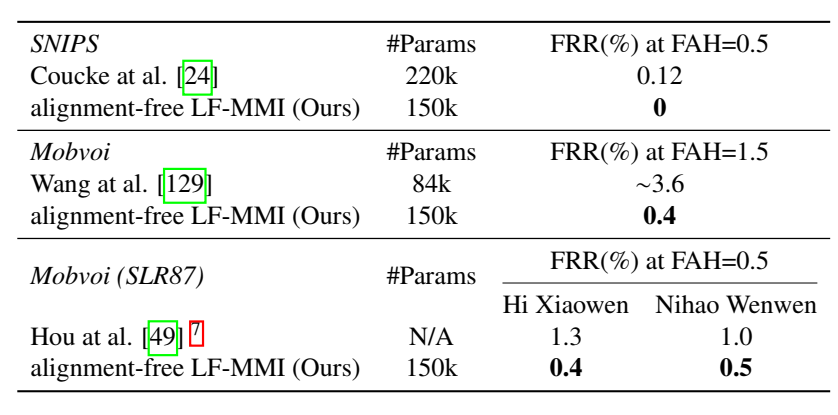 SNIPS #Params FRR(%) at FAH=0.5
Coucke at al. [24] 220k 0.12
alignment-free LF-MMI (Ours) 150k 0
Mobvoi #Params FRR(%) at FAH=1.5
Wang at al. [129] 84k ~3.6
alignment-free LF-MMI (Ours) 150k 0.4
Mobvoi (SLR87) #Params FRR(%) at FAH=0.5
Hi Xiaowen Nihao Wenwen
Hou at al. [49] 7 N/A 1.3 1.0
alignment-free LF-MMI (Ours) 150k 0.4 0.5